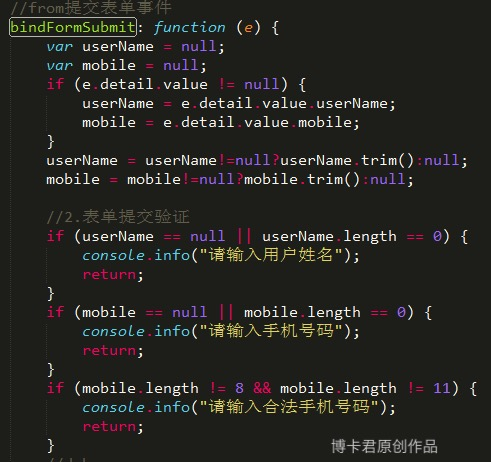 //from提交表单事件
bindFormSubmit: function (e) {
    var userName = null;
    var mobile = null;
    if (e.detail.value != null) {
        userName = e.detail.value.userName;
        mobile = e.detail.value.mobile;
    }
    userName = userName!=null?userName.trim():null;
    mobile = mobile!=null?mobile.trim():null;

    //2.表单提交验证
    if (userName == null || userName.length == 0) {
        console.info("请输入用户姓名");
        return;
    }
    if (mobile == null || mobile.length == 0) {
        console.info("请输入手机号码");
        return;
    }
    if (mobile.length != 8 && mobile.length != 11) {
        console.info("请输入合法手机号码");
        return;
    }
博卡君原创作品